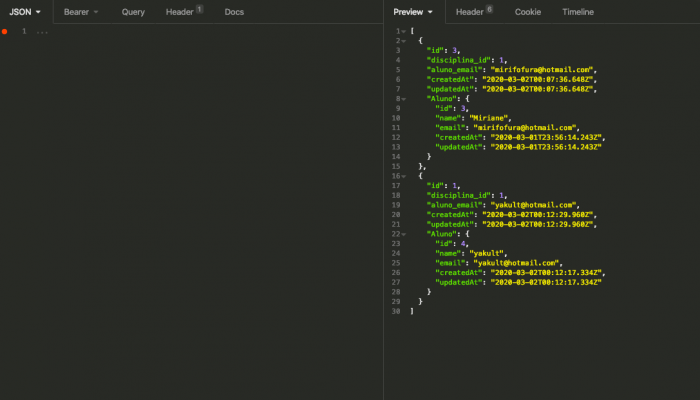 JSON Bearer Query Header 1 Docs
Preview Header 6 Cookie Timeline
1 ...
1 [
2 {
3 "id": 3,
4 "disciplina_id": 1,
5 "aluno_email": "mirifofura@hotmail.com",
6 "createdAt": "2020-03-02T00:07:36.648Z",
7 "updatedAt": "2020-03-02T00:07:36.648Z",
8 "Aluno": {
9 "id": 3,
10 "name": "Miriane",
11 "email": "mirifofura@hotmail.com",
12 "createdAt": "2020-03-01T23:56:14.243Z",
13 "updatedAt": "2020-03-01T23:56:14.243Z"
14 }
15 },
16 {
17 "id": 1,
18 "disciplina_id": 1,
19 "aluno_email": "yakult@hotmail.com",
20 "createdAt": "2020-03-02T00:12:29.960Z",
21 "updatedAt": "2020-03-02T00:12:29.960Z",
22 "Aluno": {
23 "id": 4,
24 "name": "yakult",
25 "email": "yakult@hotmail.com",
26 "createdAt": "2020-03-02T00:12:17.334Z",
27 "updatedAt": "2020-03-02T00:12:17.334Z"
28 }
29 }
30 ]